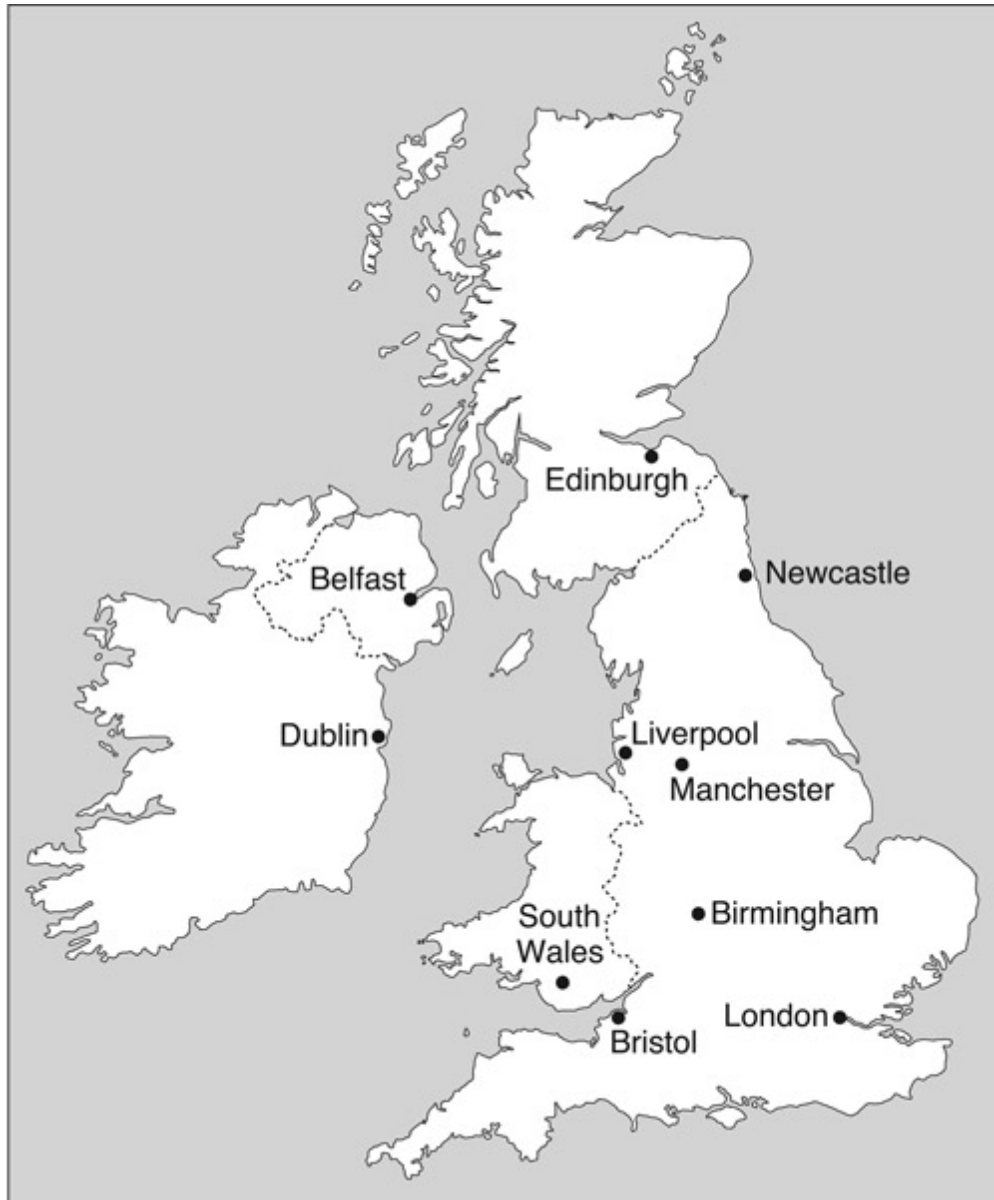 Edinburgh
Newcastle
Belfast
Dublin
Liverpool
Manchester
South
Wales
Birmingham
London
Bristol